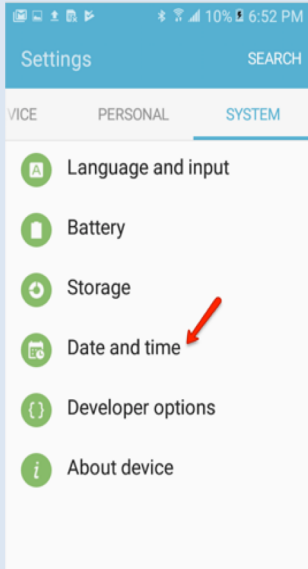 10% 6:52 PM
Settings SEARCH
VICE PERSONAL SYSTEM
A Language and input
Battery
Storage
Date and time
{} Developer options
i About device